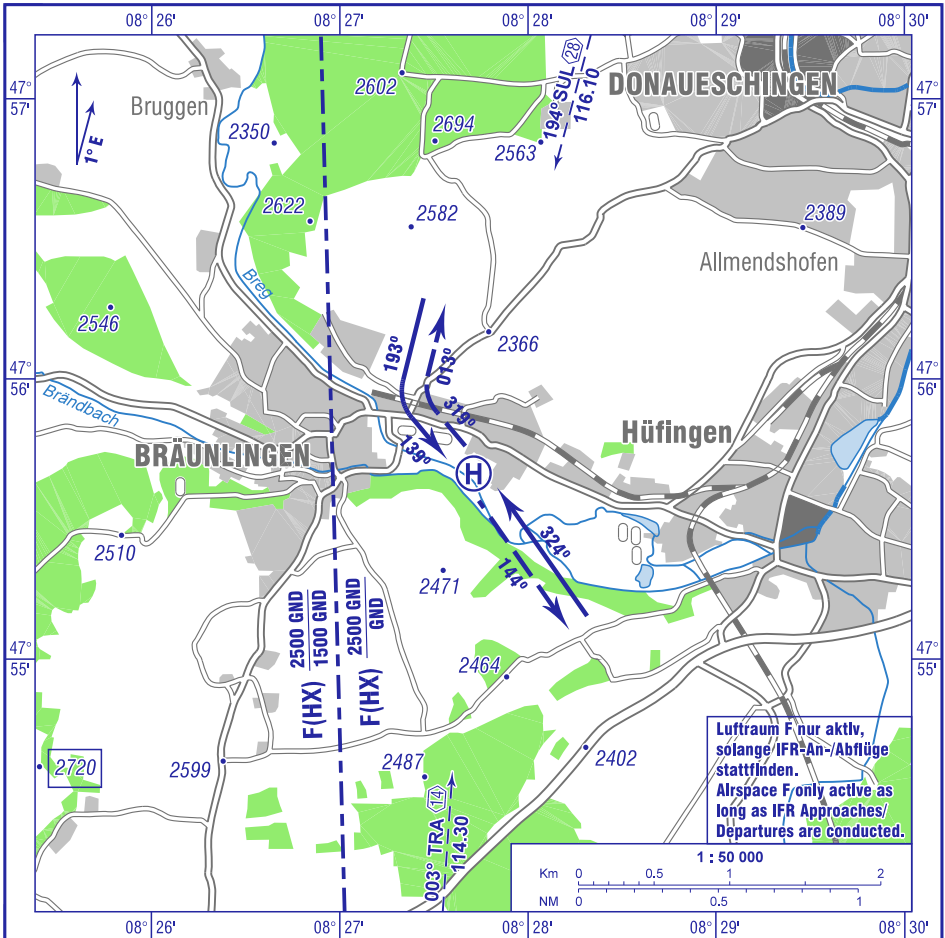 08° 26'
08° 27'
08° 28'
08° 29'
08° 30'
47°
57'
47°
57'
1° E
Bruggen
2602
2350
2694
2563
194° SUL 28
116.10
DONAUESCHINGEN
2622
2582
2389
Allmendshofen
2546
Breg
193°
013°
2366
47°
56'
47°
56'
Brändbach
319°
139°
BRÄUNLINGEN
Hüfingen
H
2510
2471
324°
144°
2500 GND
1500 GND
F(HX)
2500 GND
GND
F(HX)
47°
55'
47°
55'
2464
2720
2599
2487
2402
003° TRA 14
114.30
Luftraum F nur aktiv,
solange IFR-An-/Abflüge
stattfinden.
Airspace F only active as
long as IFR Approaches/
Departures are conducted.
1 : 50 000
Km 0 0.5 1 2
NM 0 0.5 1
08° 26'
08° 27'
08° 28'
08° 29'
08° 30'